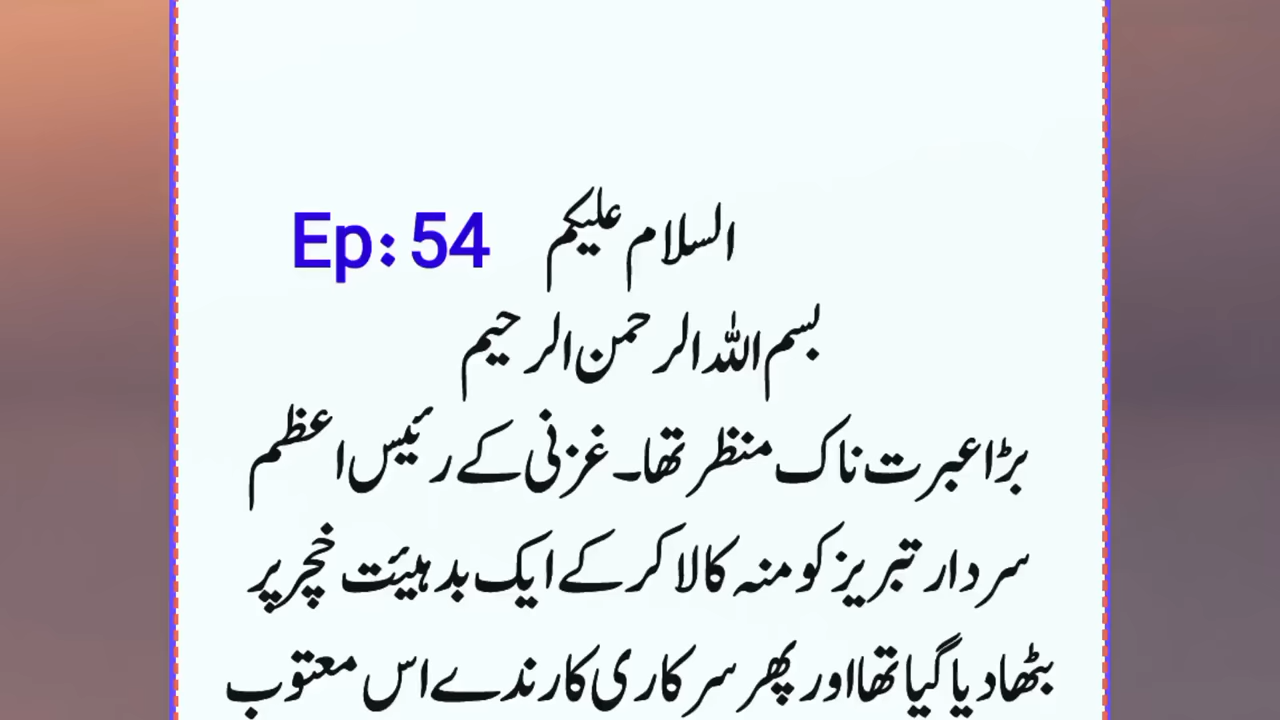 السلام علیکم Ep: 54
بسم اللہ الرحمن الرحیم
بڑا عبرت ناک منظر تھا۔ غزنی کے رئیس اعظم
سردار تبریز کو منہ کالا کر کے ایک بدہیئت خچر پر
بٹھا دیا گیا تھا اور پھر سرکاری کارندے اس معتوب